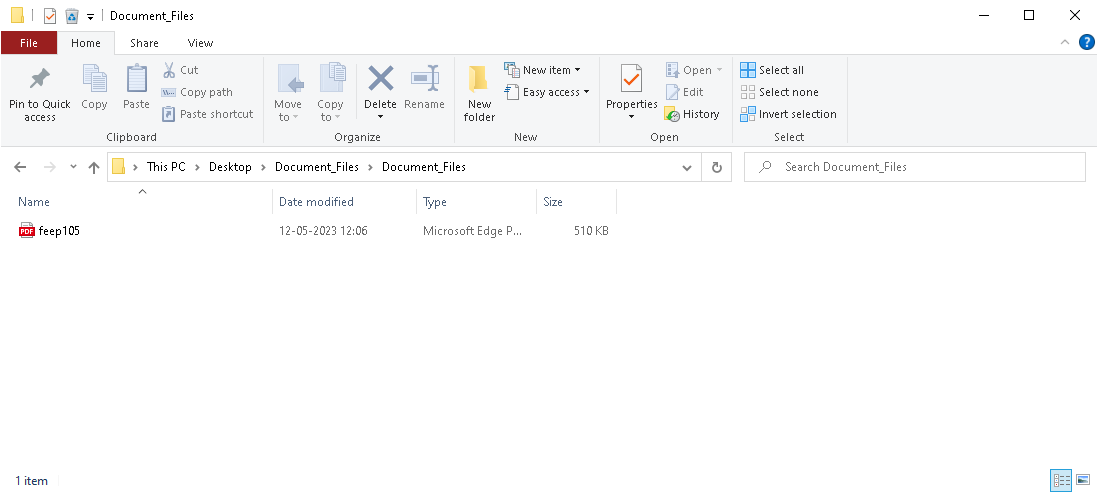 Document_Files
File Home Share View
Pin to Quick access
Copy
Paste
Cut
Copy path
Paste shortcut
Clipboard
Move to
Copy to
Delete
Rename
Organize
New folder
New item
Easy access
New
Properties
Open
Edit
History
Open
Select all
Select none
Invert selection
Select
This PC > Desktop > Document_Files > Document_Files
Search Document_Files
Name Date modified Type Size
PDF feep105 12-05-2023 12:06 Microsoft Edge P... 510 KB
1 item